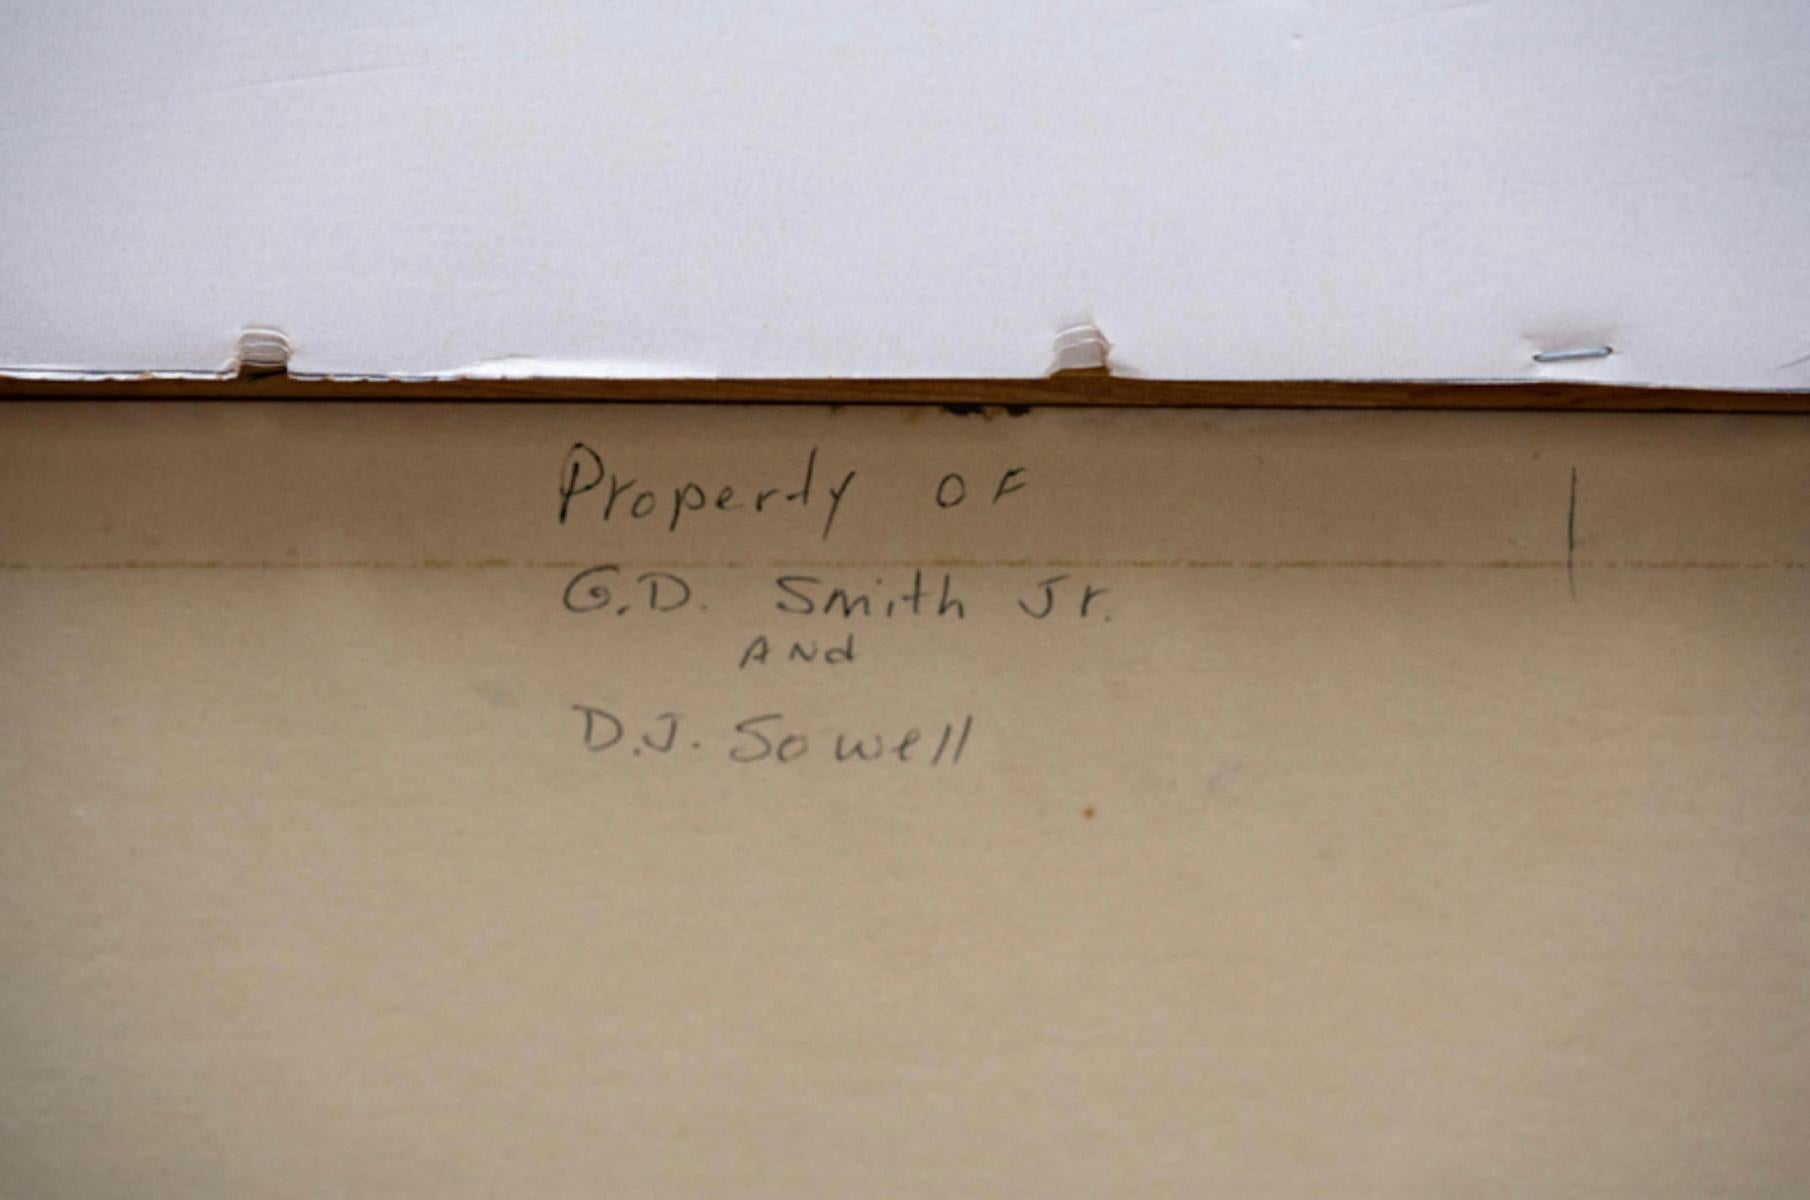 Property OF
G.D. Smith Jr.
ANd
D.J. Sowell